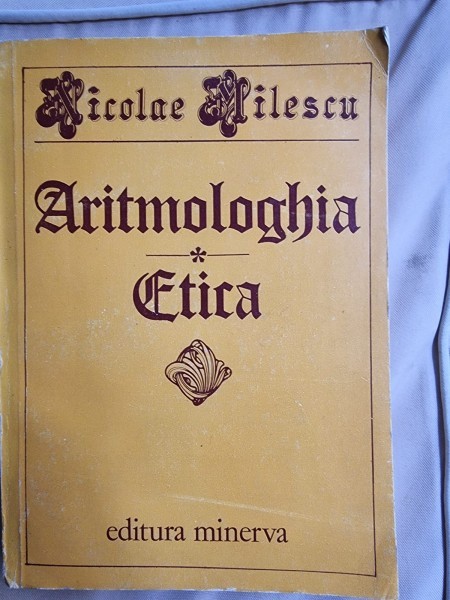 Nicolae Milescu
Aritmologhia
*
Etica
editura minerva